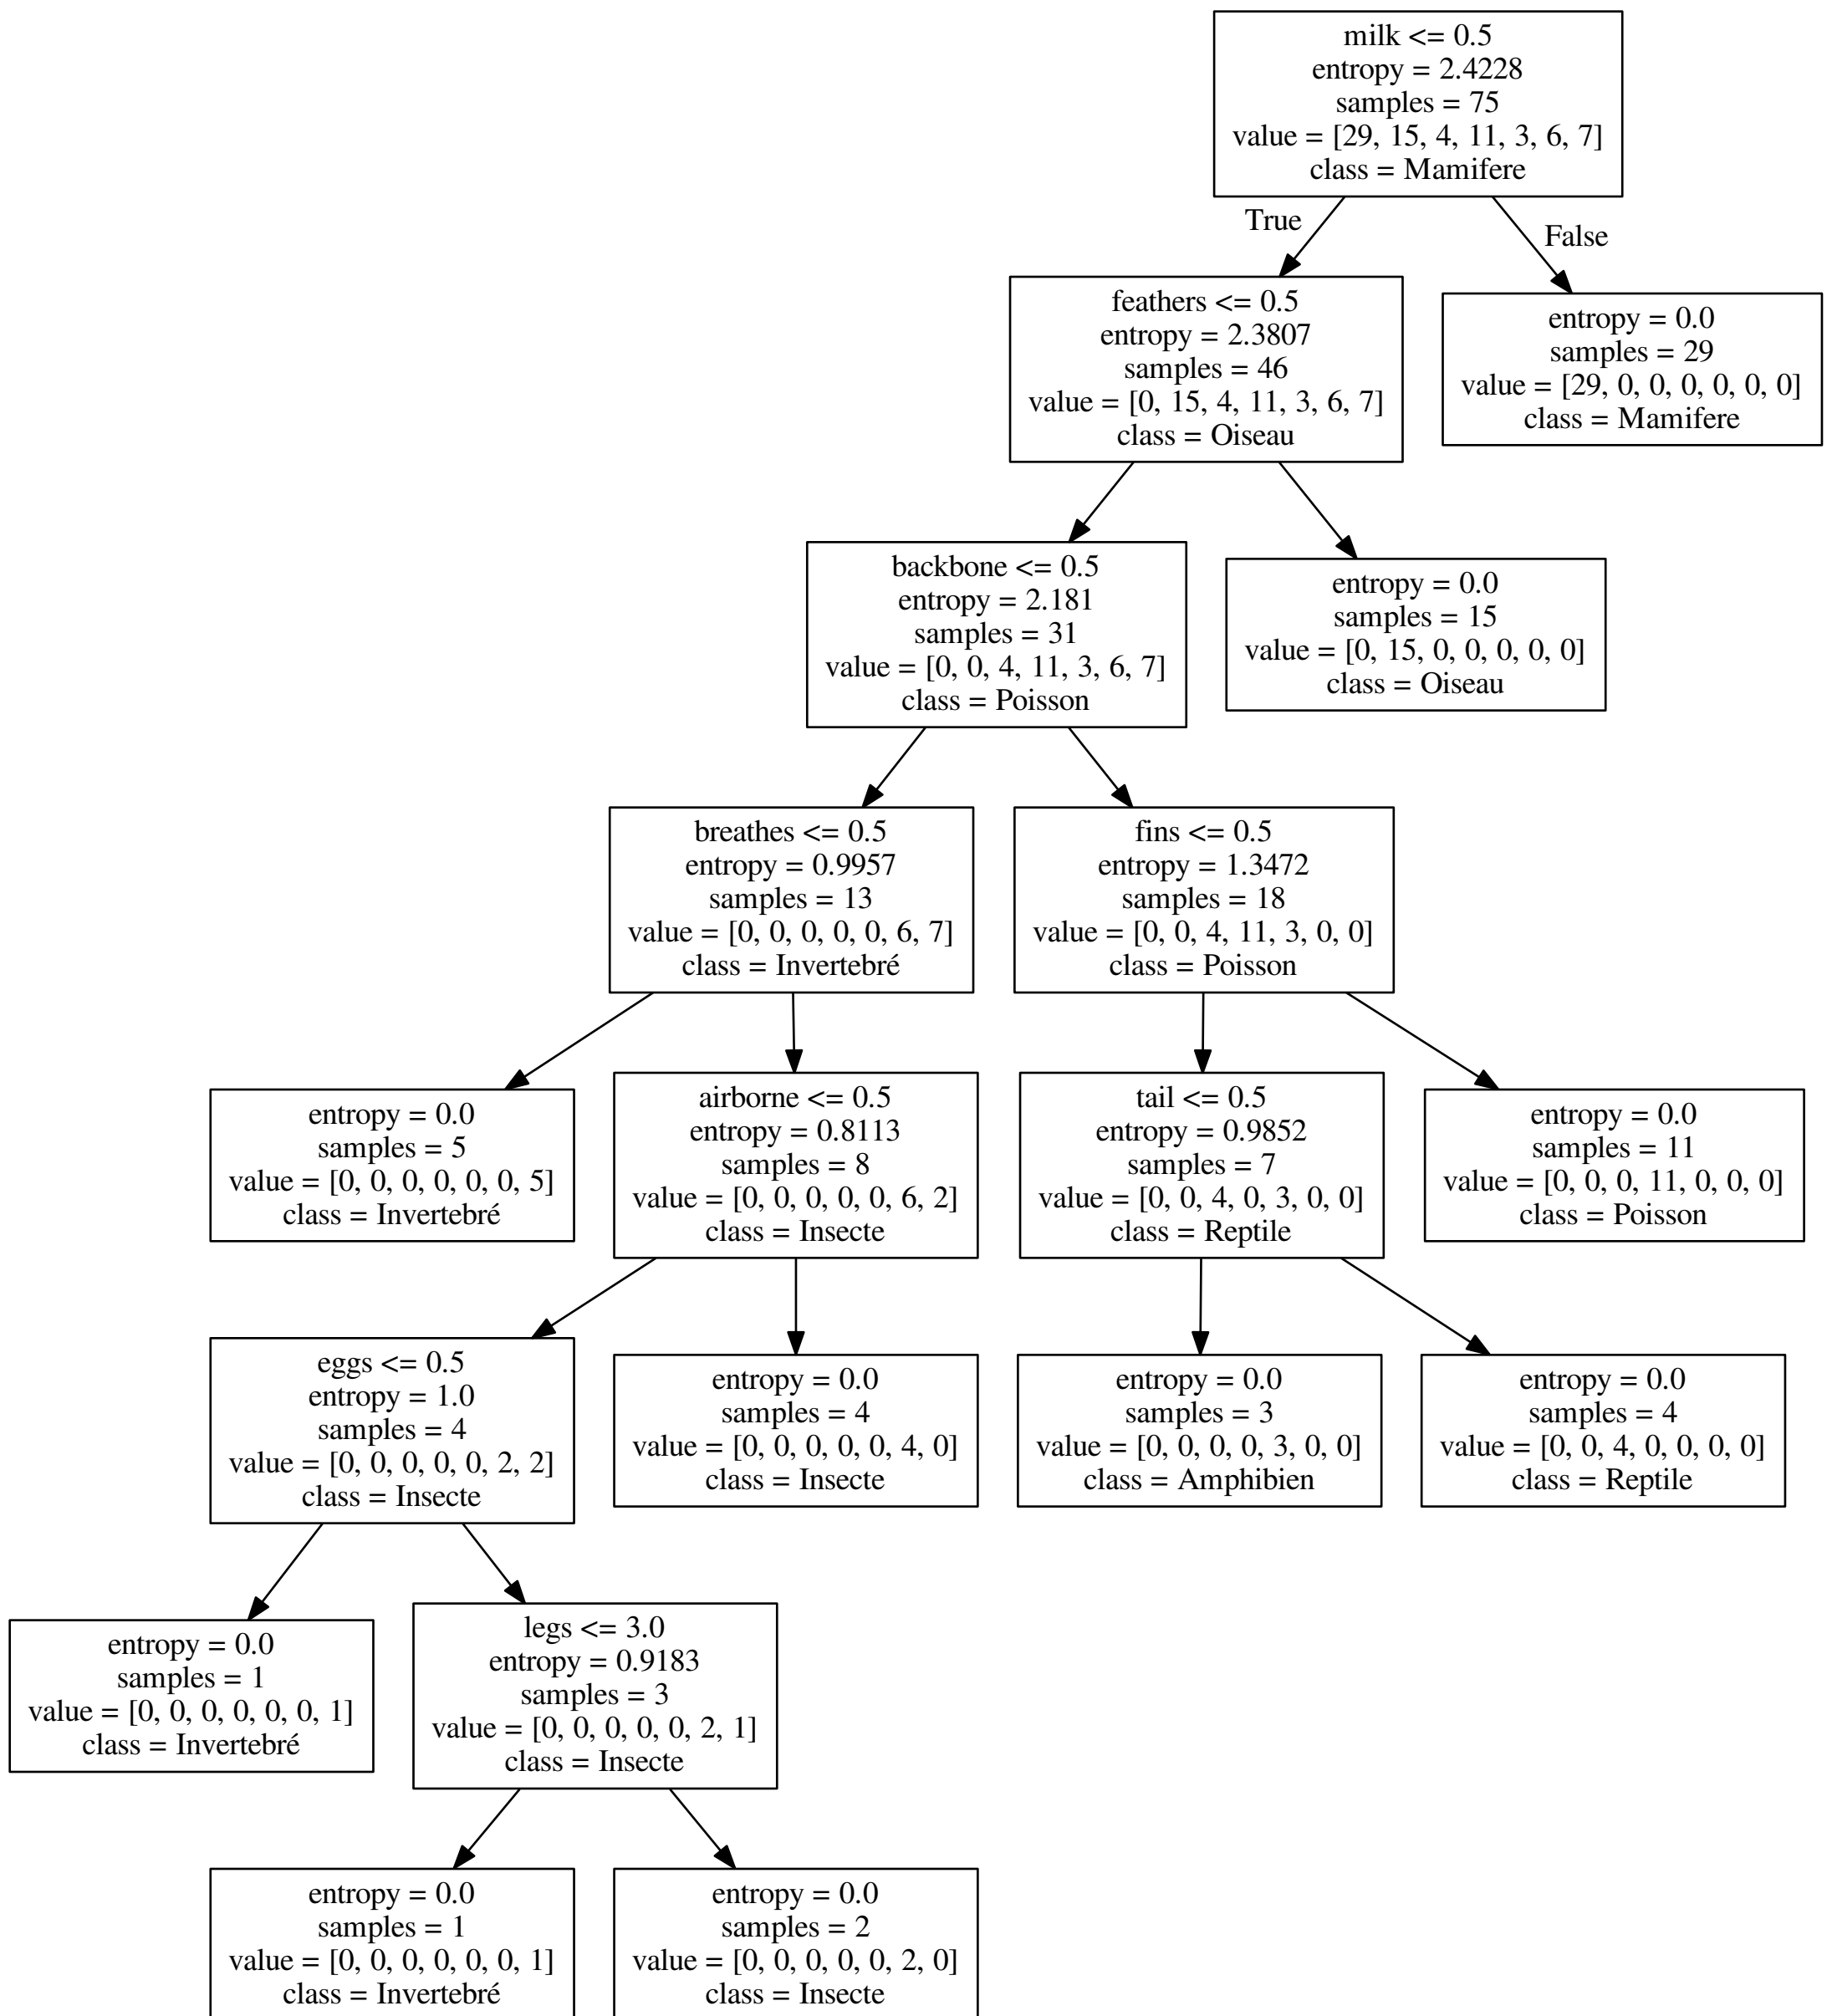 milk <= 0.5
entropy = 2.4228
samples = 75
value = [29, 15, 4, 11, 3, 6, 7]
class = Mamifere
True
False
feathers <= 0.5
entropy = 2.3807
samples = 46
value = [0, 15, 4, 11, 3, 6, 7]
class = Oiseau
entropy = 0.0
samples = 29
value = [29, 0, 0, 0, 0, 0, 0]
class = Mamifere
backbone <= 0.5
entropy = 2.181
samples = 31
value = [0, 0, 4, 11, 3, 6, 7]
class = Poisson
entropy = 0.0
samples = 15
value = [0, 15, 0, 0, 0, 0, 0]
class = Oiseau
breathes <= 0.5
entropy = 0.9957
samples = 13
value = [0, 0, 0, 0, 0, 6, 7]
class = Invertebré
fins <= 0.5
entropy = 1.3472
samples = 18
value = [0, 0, 4, 11, 3, 0, 0]
class = Poisson
entropy = 0.0
samples = 5
value = [0, 0, 0, 0, 0, 0, 5]
class = Invertebré
airborne <= 0.5
entropy = 0.8113
samples = 8
value = [0, 0, 0, 0, 0, 6, 2]
class = Insecte
tail <= 0.5
entropy = 0.9852
samples = 7
value = [0, 0, 4, 0, 3, 0, 0]
class = Reptile
entropy = 0.0
samples = 11
value = [0, 0, 0, 11, 0, 0, 0]
class = Poisson
eggs <= 0.5
entropy = 1.0
samples = 4
value = [0, 0, 0, 0, 0, 2, 2]
class = Insecte
entropy = 0.0
samples = 4
value = [0, 0, 0, 0, 0, 4, 0]
class = Insecte
entropy = 0.0
samples = 3
value = [0, 0, 0, 0, 3, 0, 0]
class = Amphibien
entropy = 0.0
samples = 4
value = [0, 0, 4, 0, 0, 0, 0]
class = Reptile
entropy = 0.0
samples = 1
value = [0, 0, 0, 0, 0, 0, 1]
class = Invertebré
legs <= 3.0
entropy = 0.9183
samples = 3
value = [0, 0, 0, 0, 0, 2, 1]
class = Insecte
entropy = 0.0
samples = 1
value = [0, 0, 0, 0, 0, 0, 1]
class = Invertebré
entropy = 0.0
samples = 2
value = [0, 0, 0, 0, 0, 2, 0]
class = Insecte